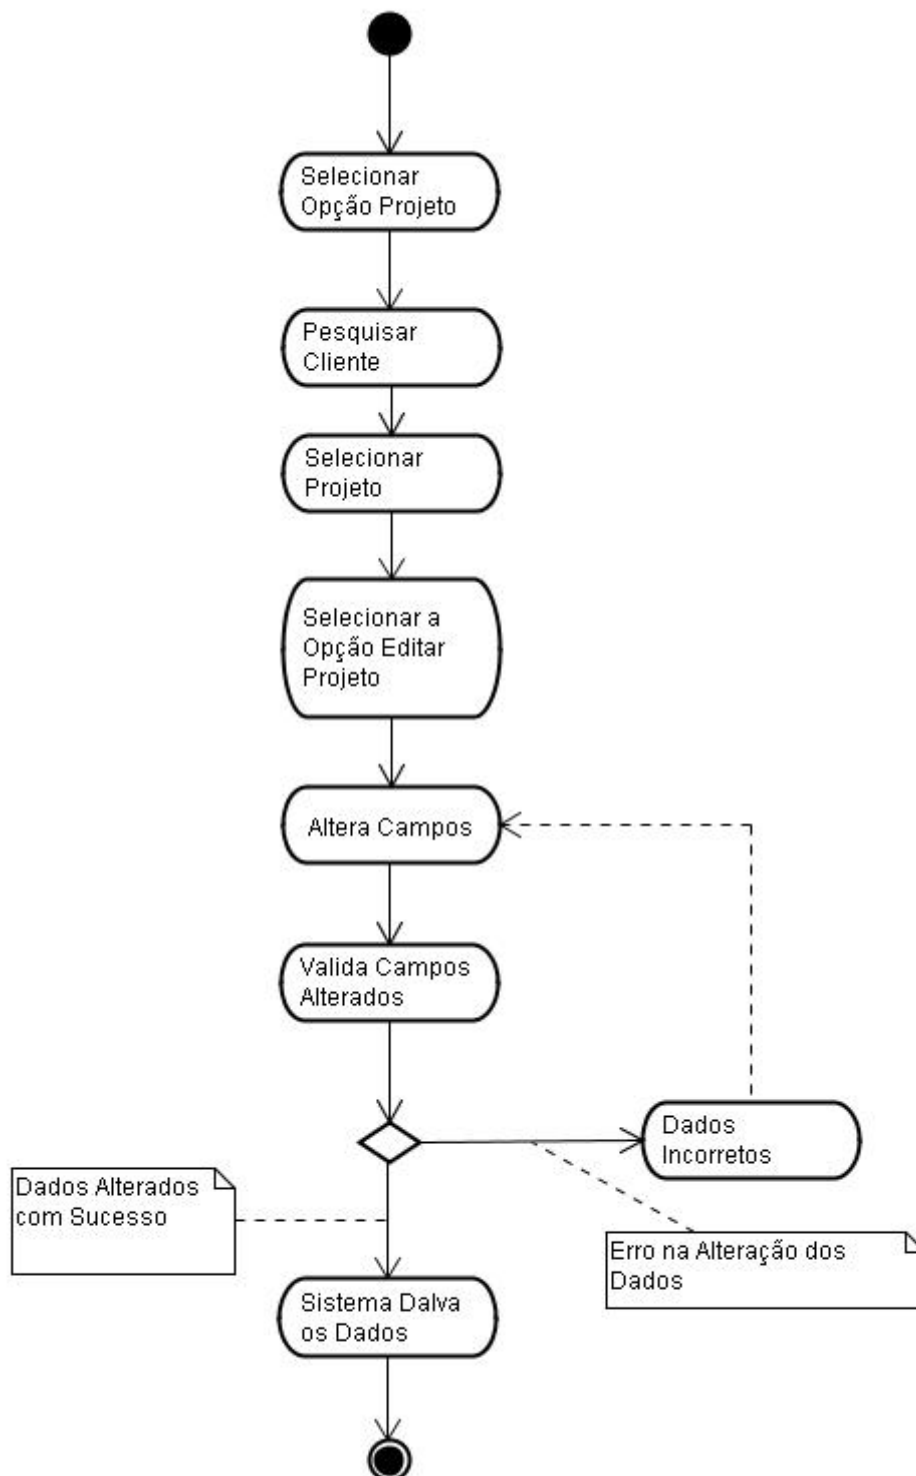 Selecionar
Opção Projeto
Pesquisar
Cliente
Selecionar
Projeto
Selecionar a
Opção Editar
Projeto
Altera Campos
Valida Campos
Alterados
Dados
Incorretos
Dados Alterados
com Sucesso
Erro na Alteração dos
Dados
Sistema Dalva
os Dados